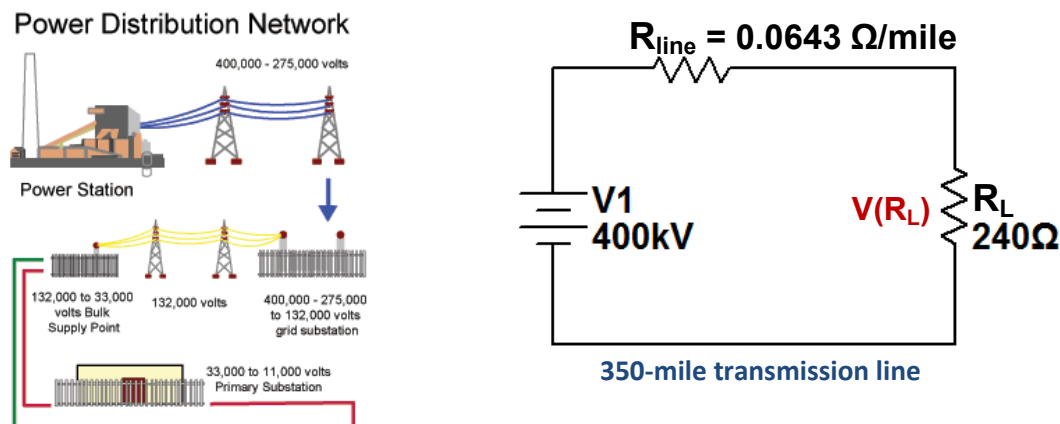 Power Distribution Network
400,000 - 275,000 volts
Power Station
132,000 to 33,000
volts Bulk
Supply Point
132,000 volts
400,000 - 275,000
to 132,000 volts
grid substation
33,000 to 11,000 volts
Primary Substation
Rline = 0.0643 Ω/mile
V1
400kV
V(RL)
RL
240Ω
350-mile transmission line